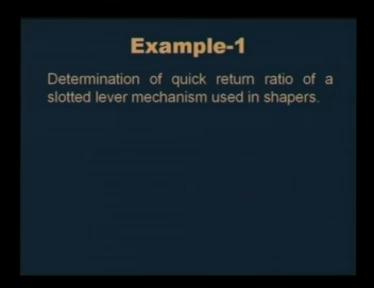 Example-1
Determination of quick return ratio of a
slotted lever mechanism used in shapers.